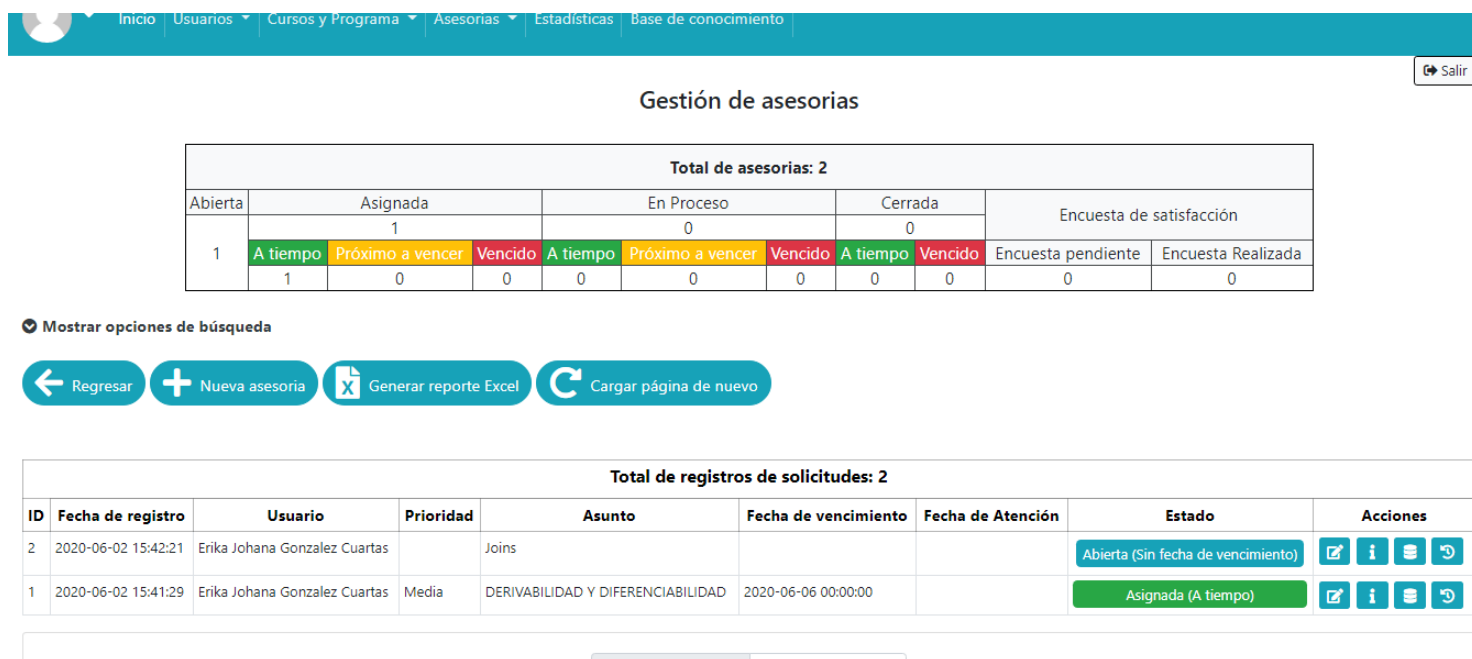 Inicio Usuarios Cursos y Programa Asesorias Estadísticas Base de conocimiento
Salir
Gestión de asesorias
Total de asesorias: 2
Abierta Asignada En Proceso Cerrada Encuesta de satisfacción
1 0 0
1 A tiempo Próximo a vencer Vencido A tiempo Próximo a vencer Vencido A tiempo Vencido Encuesta pendiente Encuesta Realizada
1 0 0 0 0 0 0 0 0 0
Mostrar opciones de búsqueda
Regresar Nueva asesoria Generar reporte Excel Cargar página de nuevo
Total de registros de solicitudes: 2
ID Fecha de registro Usuario Prioridad Asunto Fecha de vencimiento Fecha de Atención Estado Acciones
2 2020-06-02 15:42:21 Erika Johana Gonzalez Cuartas Joins Abierta (Sin fecha de vencimiento)
1 2020-06-02 15:41:29 Erika Johana Gonzalez Cuartas Media DERIVABILIDAD Y DIFERENCIABILIDAD 2020-06-06 00:00:00 Asignada (A tiempo)